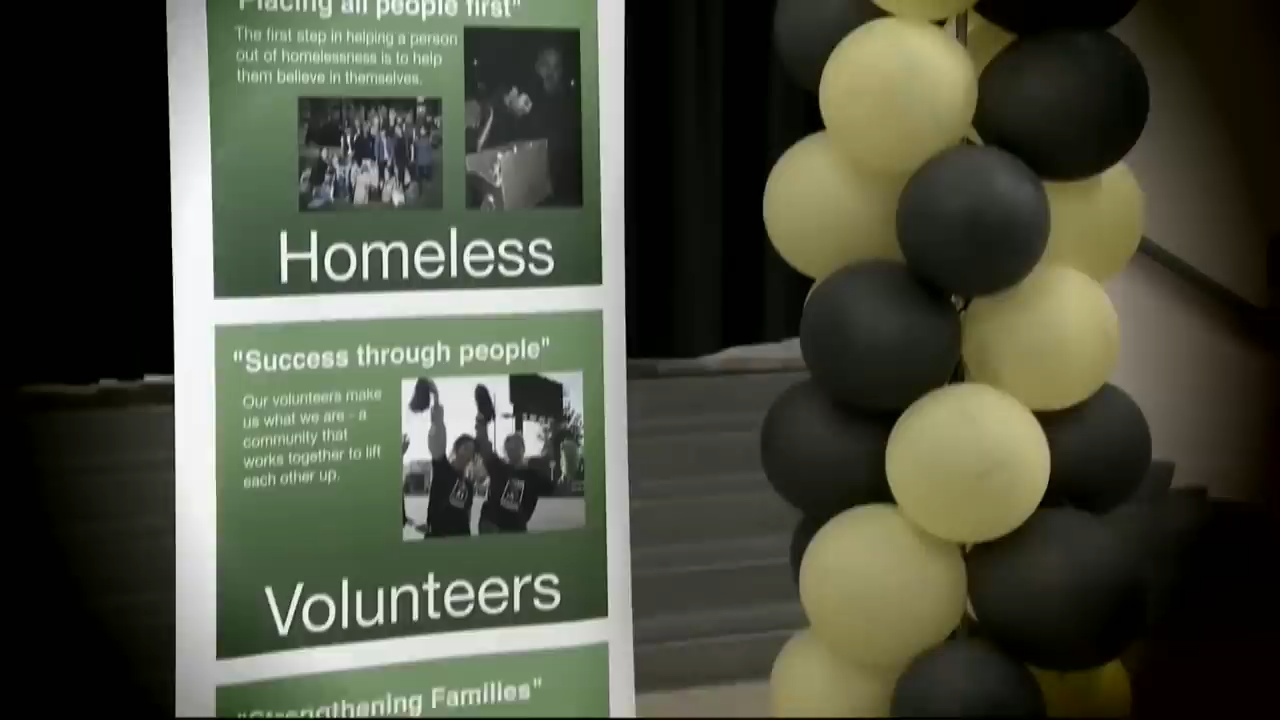 "Placing all people first"
The first step in helping a person
out of homelessness is to help
them believe in themselves.
Homeless
"Success through people"
Our volunteers make
us what we are - a
community that
works together to lift
each other up.
Volunteers
"Strengthening Families"